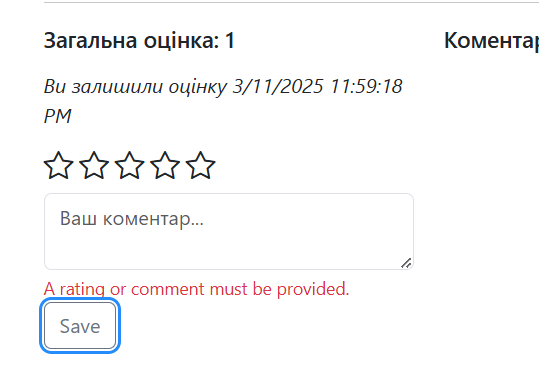 Загальна оцінка: 1
Комента
Ви залишили оцінку 3/11/2025 11:59:18
PM
Ваш коментар...
A rating or comment must be provided.
Save